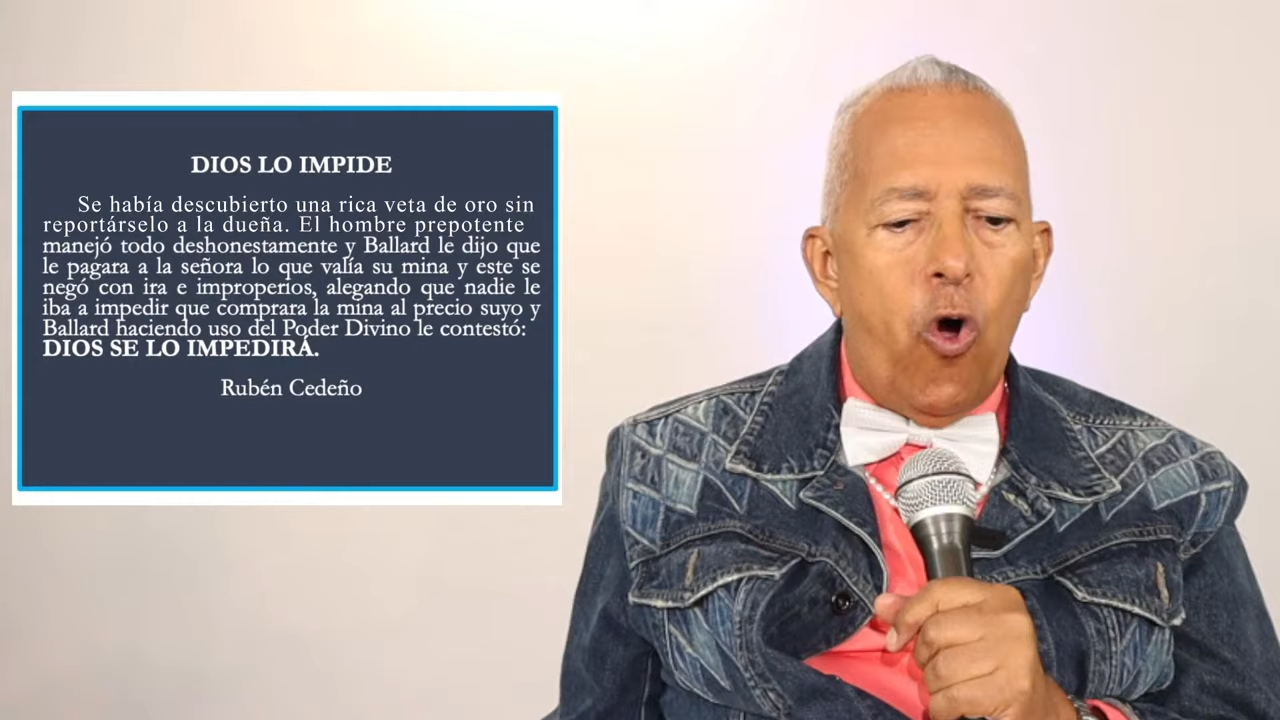 DIOS LO IMPIDE
Se había descubierto una rica veta de oro sin
reportárselo a la dueña. El hombre prepotente
manejó todo deshonestamente y Ballard le dijo que
le pagara a la señora lo que valía su mina y este se
negó con ira e improperios, alegando que nadie le
iba a impedir que comprara la mina al precio suyo y
Ballard haciendo uso del Poder Divino le contestó:
DIOS SE LO IMPEDIRÁ.
Rubén Cedeño